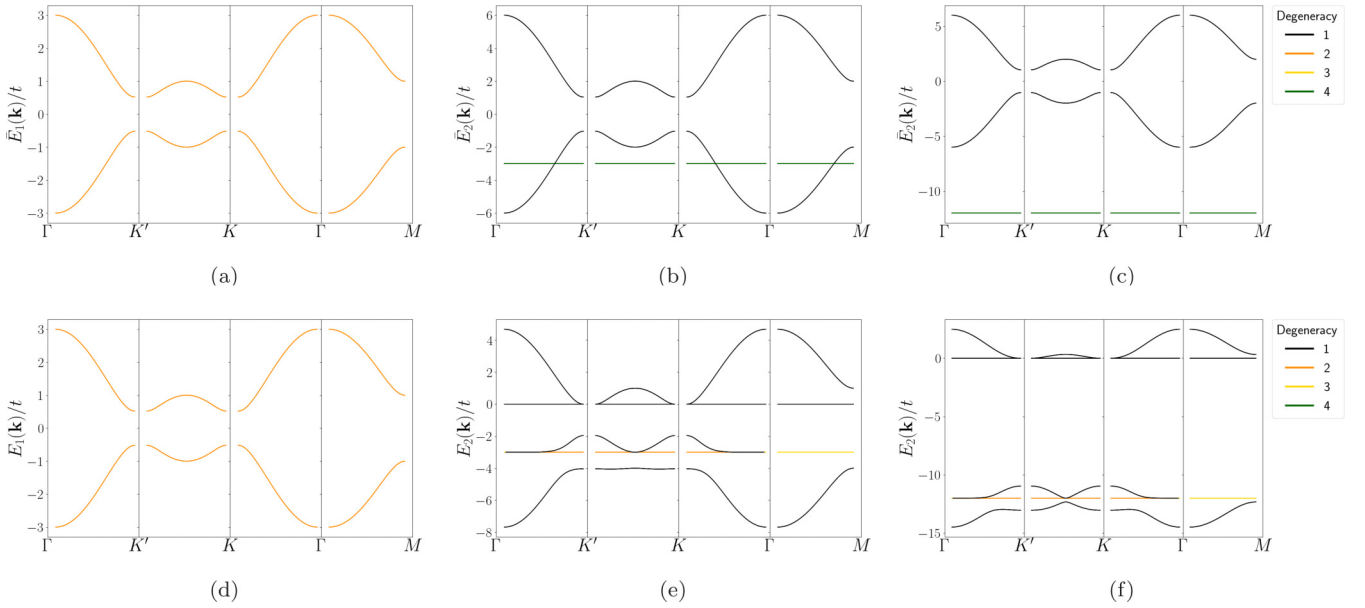 Ē₁(k)/t
3
2
1
0
−1
−2
−3
Γ K′ K Γ M
(a)
Ē₂(k)/t
6
4
2
0
−2
−4
−6
Γ K′ K Γ M
(b)
Ē₂(k)/t
5
0
−5
−10
Γ K′ K Γ M
(c)
Degeneracy
1
2
3
4
E₁(k)/t
3
2
1
0
−1
−2
−3
Γ K′ K Γ M
(d)
E₂(k)/t
4
2
0
−2
−4
−6
−8
Γ K′ K Γ M
(e)
E₂(k)/t
0
−5
−10
−15
Γ K′ K Γ M
(f)
Degeneracy
1
2
3
4